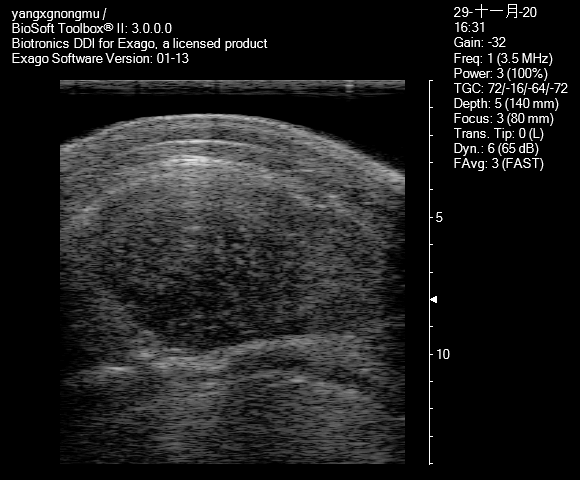 yangxgnongmu /
BioSoft Toolbox® II: 3.0.0.0
Biotronics DDI for Exago, a licensed product
Exago Software Version: 01-13
29-十一月-20
16:31
Gain: -32
Freq: 1 (3.5 MHz)
Power: 3 (100%)
TGC: 72/-16/-64/-72
Depth: 5 (140 mm)
Focus: 3 (80 mm)
Trans. Tip: 0 (L)
Dyn.: 6 (65 dB)
FAvg: 3 (FAST)
5
10